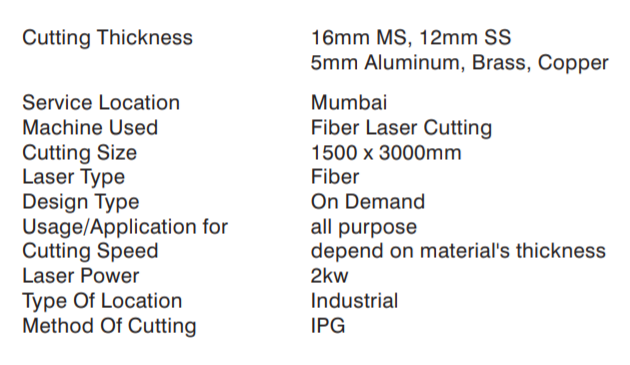 Cutting Thickness 16mm MS, 12mm SS
5mm Aluminum, Brass, Copper
Service Location Mumbai
Machine Used Fiber Laser Cutting
Cutting Size 1500 x 3000mm
Laser Type Fiber
Design Type On Demand
Usage/Application for all purpose
Cutting Speed depend on material's thickness
Laser Power 2kw
Type Of Location Industrial
Method Of Cutting IPG